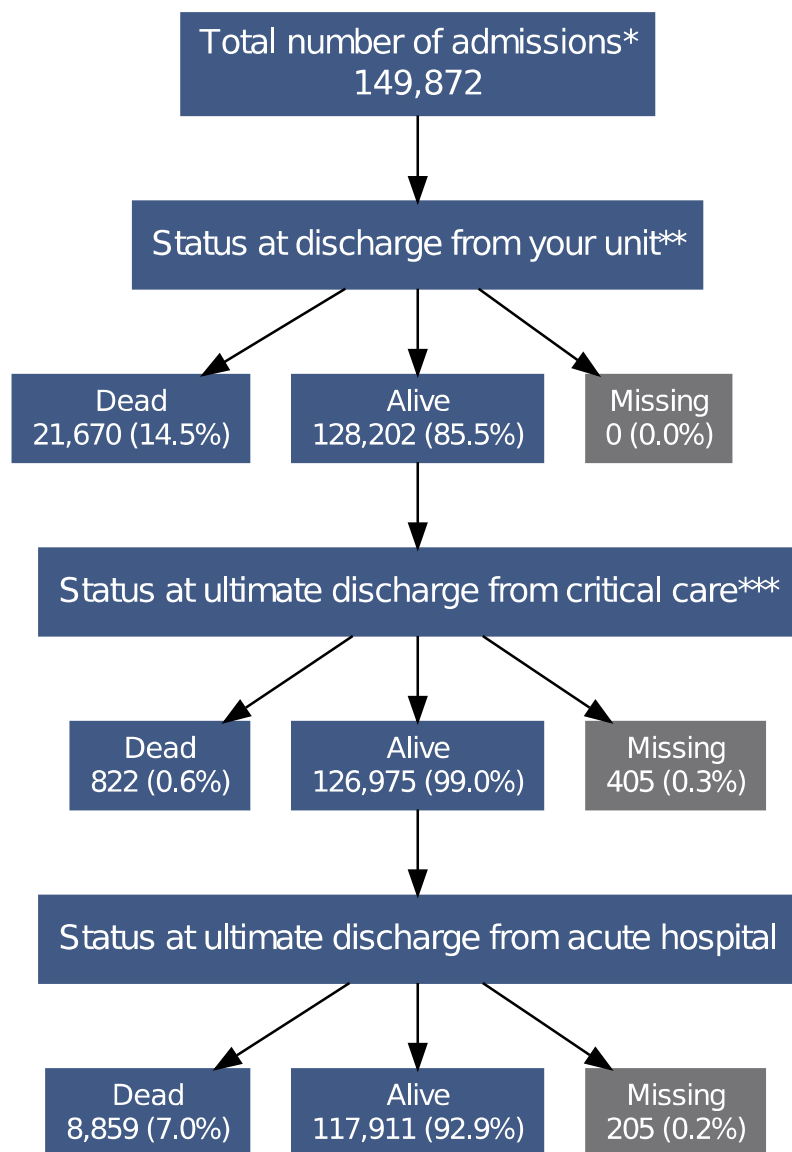 Total number of admissions*
149,872
Status at discharge from your unit**
Dead
21,670 (14.5%)
Alive
128,202 (85.5%)
Missing
0 (0.0%)
Status at ultimate discharge from critical care***
Dead
822 (0.6%)
Alive
126,975 (99.0%)
Missing
405 (0.3%)
Status at ultimate discharge from acute hospital
Dead
8,859 (7.0%)
Alive
117,911 (92.9%)
Missing
205 (0.2%)